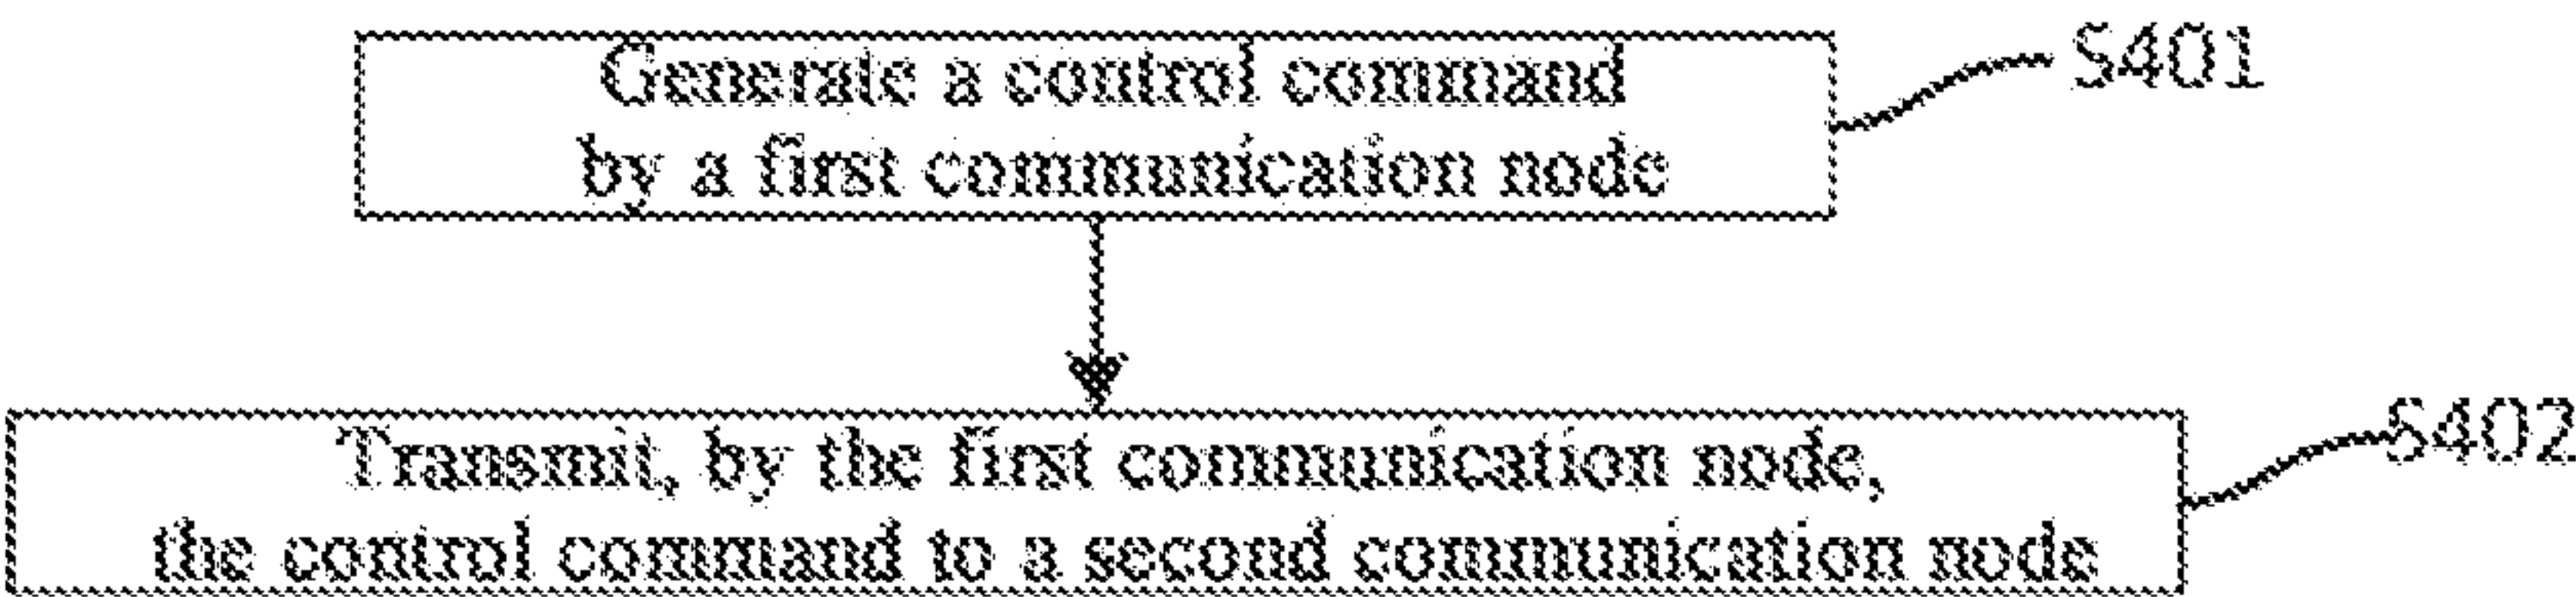 Generate a control command
by a first communication node
S401
Transmit, by the first communication node,
the control command to a second communication node
S402